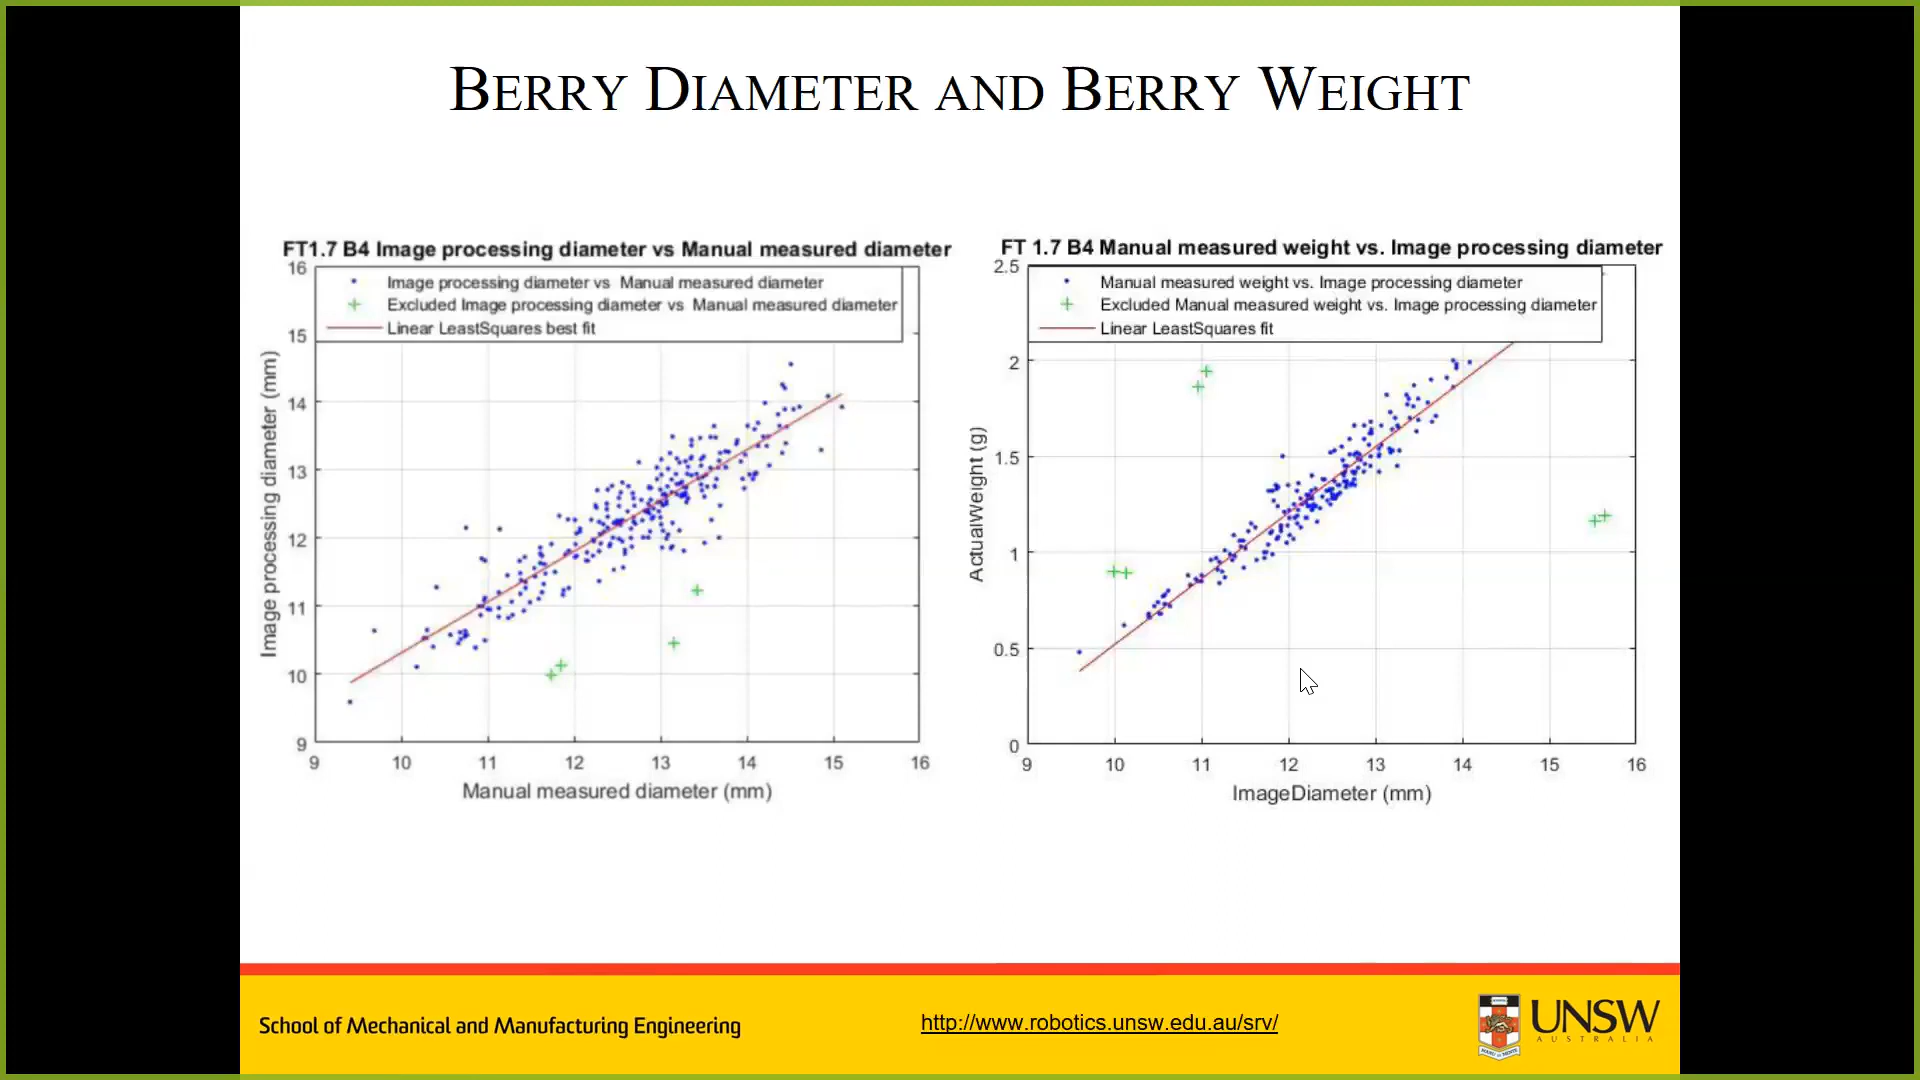 BERRY DIAMETER AND BERRY WEIGHT
FT1.7 B4 Image processing diameter vs Manual measured diameter
Image processing diameter vs Manual measured diameter
Excluded Image processing diameter vs Manual measured diameter
Linear LeastSquares best fit
16
15
14
13
12
11
10
9
Image processing diameter (mm)
9 10 11 12 13 14 15 16
Manual measured diameter (mm)
FT 1.7 B4 Manual measured weight vs. Image processing diameter
Manual measured weight vs. Image processing diameter
Excluded Manual measured weight vs. Image processing diameter
Linear LeastSquares fit
2.5
2
1.5
1
0.5
0
ActualWeight (g)
9 10 11 12 13 14 15 16
ImageDiameter (mm)
School of Mechanical and Manufacturing Engineering
http://www.robotics.unsw.edu.au/srv/
UNSW
AUSTRALIA